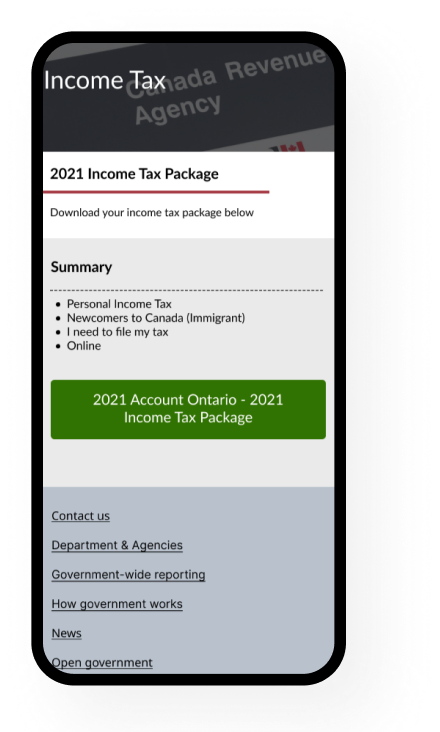 Income Tax
Canada Revenue
Agency
2021 Income Tax Package
Download your income tax package below
Summary
Personal Income Tax
Newcomers to Canada (Immigrant)
I need to file my tax
Online
2021 Account Ontario - 2021
Income Tax Package
Contact us
Department & Agencies
Government-wide reporting
How government works
News
Open government